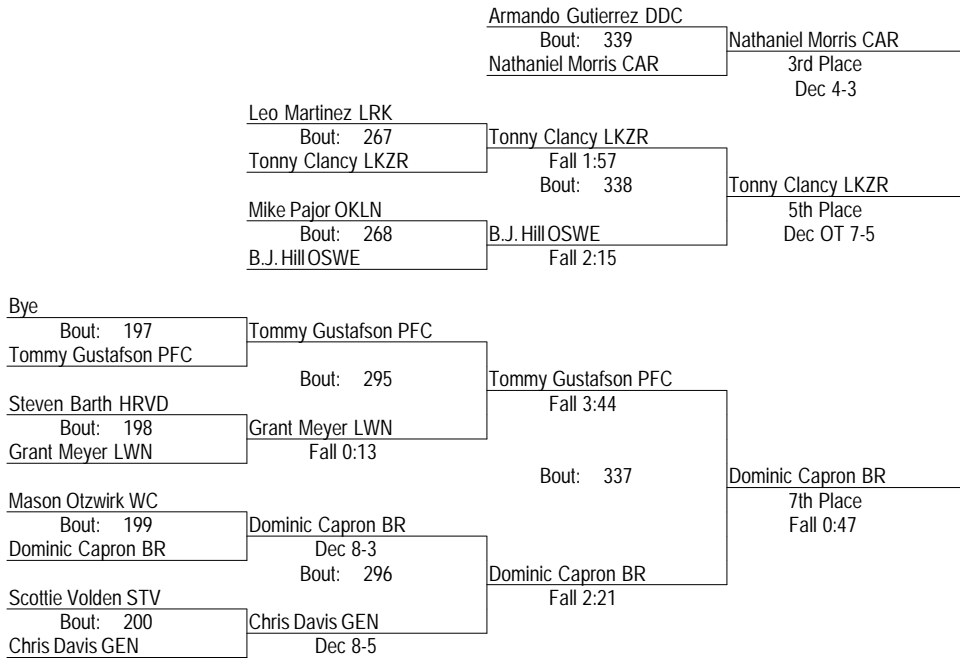 Armando Gutierrez DDC
Bout: 339
Nathaniel Morris CAR
Nathaniel Morris CAR
3rd Place
Dec 4-3
Leo Martinez LRK
Bout: 267
Tonny Clancy LKZR
Tonny Clancy LKZR
Fall 1:57
Bout: 338
Tonny Clancy LKZR
5th Place
Dec OT 7-5
Mike Pajor OKLN
Bout: 268
B.J. Hill OSWE
B.J. Hill OSWE
Fall 2:15
Bye
Bout: 197
Tommy Gustafson PFC
Tommy Gustafson PFC
Bout: 295
Tommy Gustafson PFC
Fall 3:44
Steven Barth HRVD
Bout: 198
Grant Meyer LWN
Grant Meyer LWN
Fall 0:13
Bout: 337
Dominic Capron BR
7th Place
Fall 0:47
Mason Otzwirk WC
Bout: 199
Dominic Capron BR
Dominic Capron BR
Dec 8-3
Bout: 296
Dominic Capron BR
Fall 2:21
Scottie Volden STV
Bout: 200
Chris Davis GEN
Chris Davis GEN
Dec 8-5